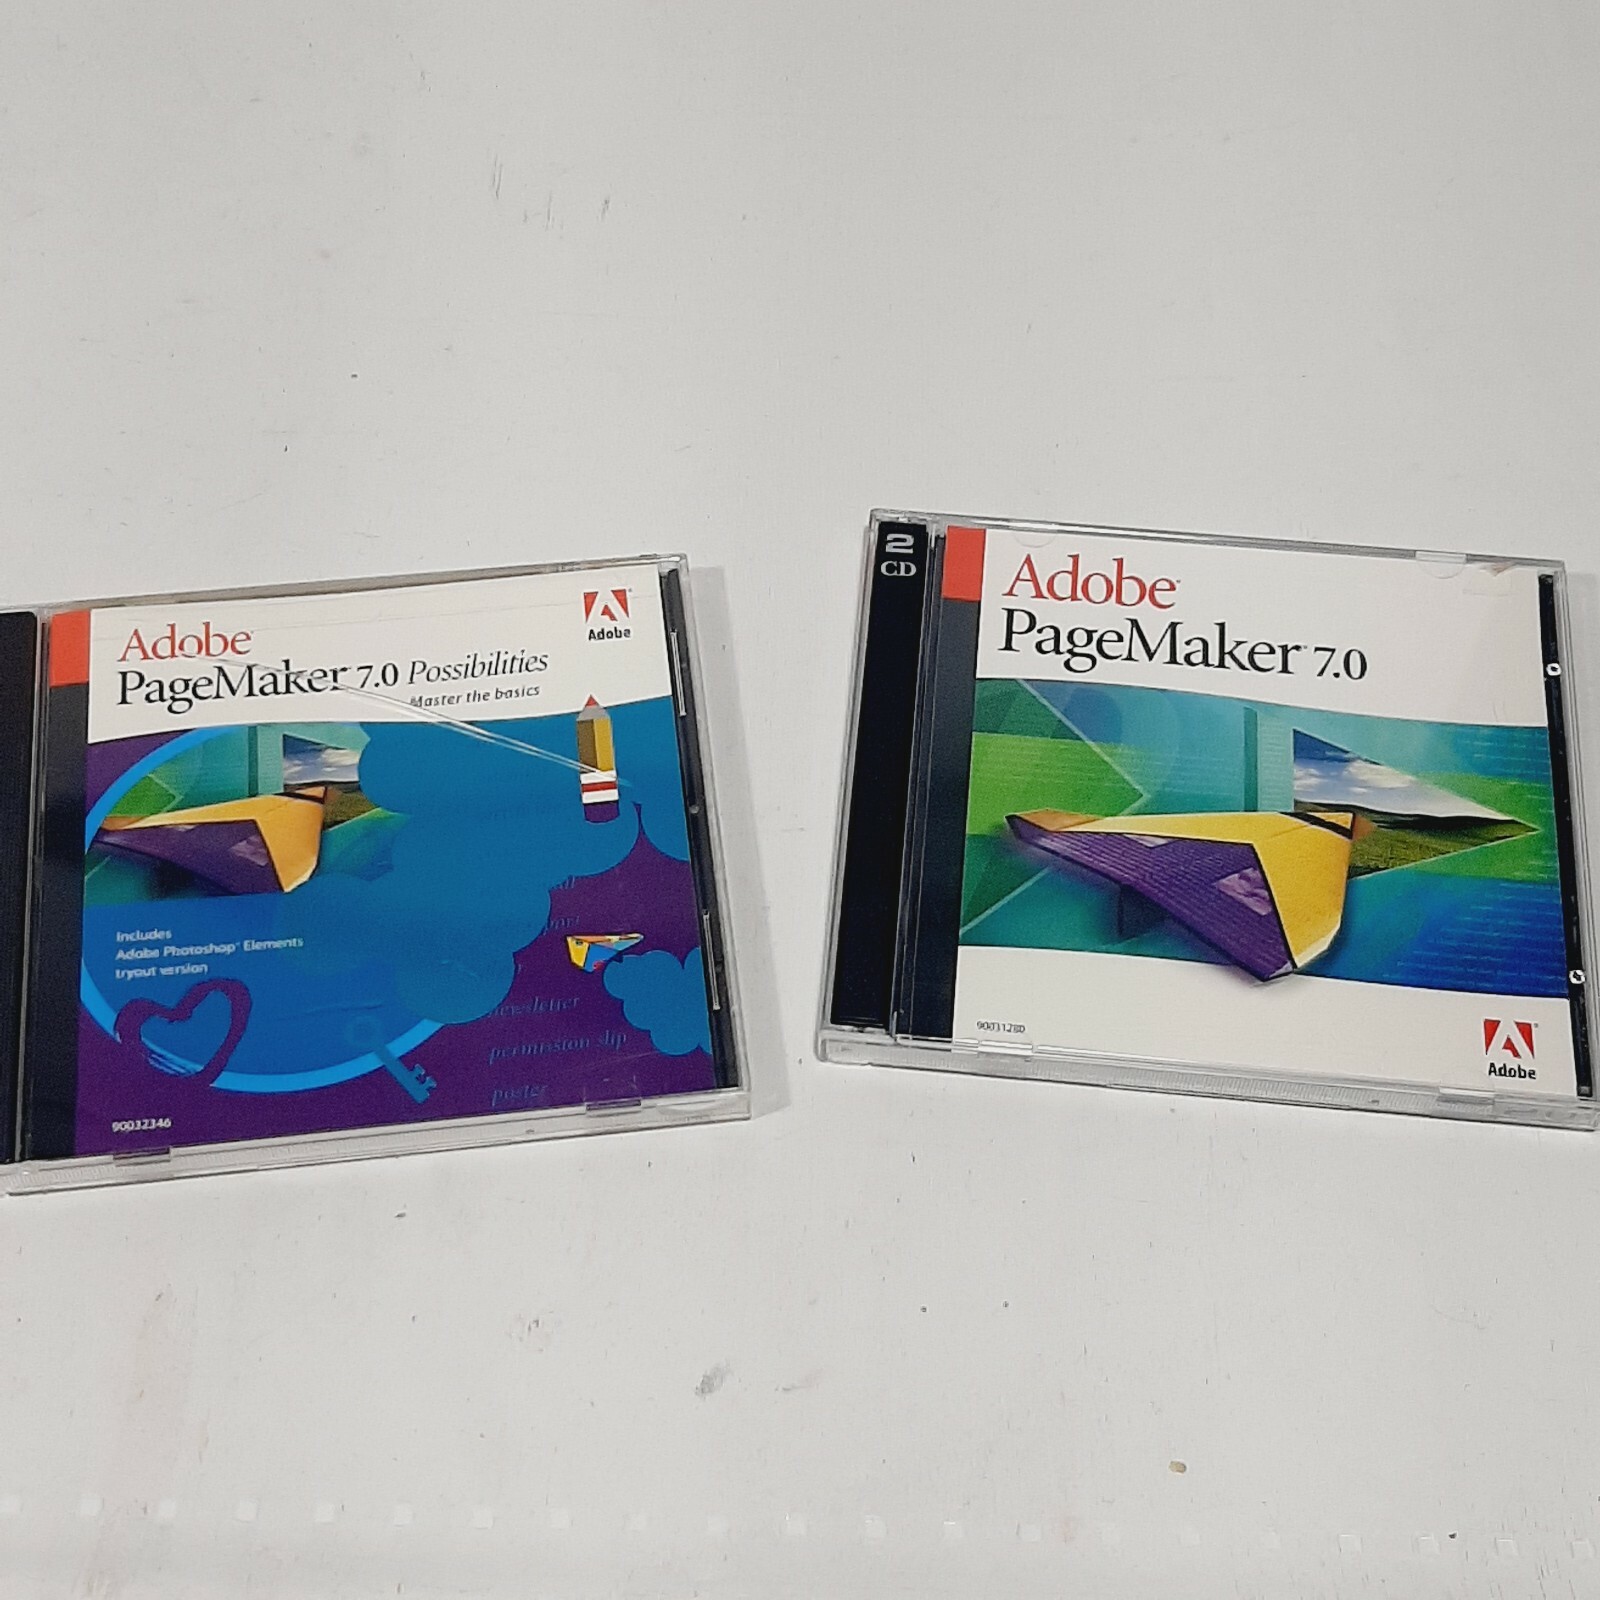 Adobe
PageMaker 7.0 Possibilities
Master the basics
Adobe
Includes
Adobe Photoshop Elements
tryout version
newsletter
permission slip
poster
90032346
2
CD
Adobe
PageMaker 7.0
90031280
Adobe